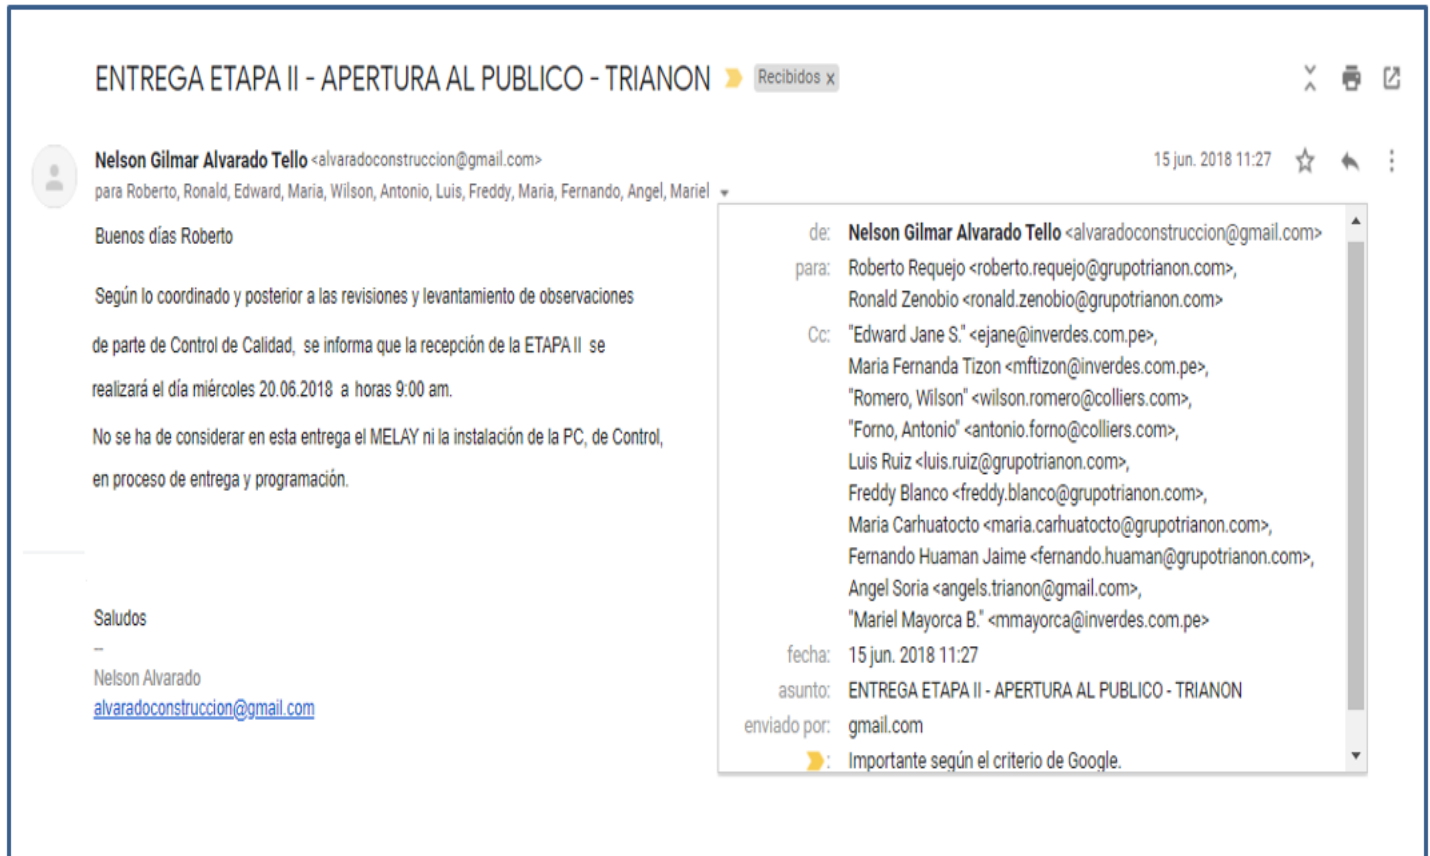 ENTREGA ETAPA II - APERTURA AL PUBLICO - TRIANON Recibidos x
Nelson Gilmar Alvarado Tello <alvaradoconstruccion@gmail.com> 15 jun. 2018 11:27
para Roberto, Ronald, Edward, Maria, Wilson, Antonio, Luis, Freddy, Maria, Fernando, Angel, Mariel
Buenos días Roberto
Según lo coordinado y posterior a las revisiones y levantamiento de observaciones
de parte de Control de Calidad, se informa que la recepción de la ETAPA II se
realizará el día miércoles 20.06.2018 a horas 9:00 am.
No se ha de considerar en esta entrega el MELAY ni la instalación de la PC, de Control,
en proceso de entrega y programación.
Saludos
--
Nelson Alvarado
alvaradoconstruccion@gmail.com
de: Nelson Gilmar Alvarado Tello <alvaradoconstruccion@gmail.com>
para: Roberto Requejo <roberto.requejo@grupotrianon.com>,
Ronald Zenobio <ronald.zenobio@grupotrianon.com>
Cc: "Edward Jane S." <ejane@inverdes.com.pe>,
Maria Fernanda Tizon <mftizon@inverdes.com.pe>,
"Romero, Wilson" <wilson.romero@colliers.com>,
"Forno, Antonio" <antonio.forno@colliers.com>,
Luis Ruiz <luis.ruiz@grupotrianon.com>,
Freddy Blanco <freddy.blanco@grupotrianon.com>,
Maria Carhuatocto <maria.carhuatocto@grupotrianon.com>,
Fernando Huaman Jaime <fernando.huaman@grupotrianon.com>,
Angel Soria <angels.trianon@gmail.com>,
"Mariel Mayorca B." <mmayorca@inverdes.com.pe>
fecha: 15 jun. 2018 11:27
asunto: ENTREGA ETAPA II - APERTURA AL PUBLICO - TRIANON
enviado por: gmail.com
: Importante según el criterio de Google.